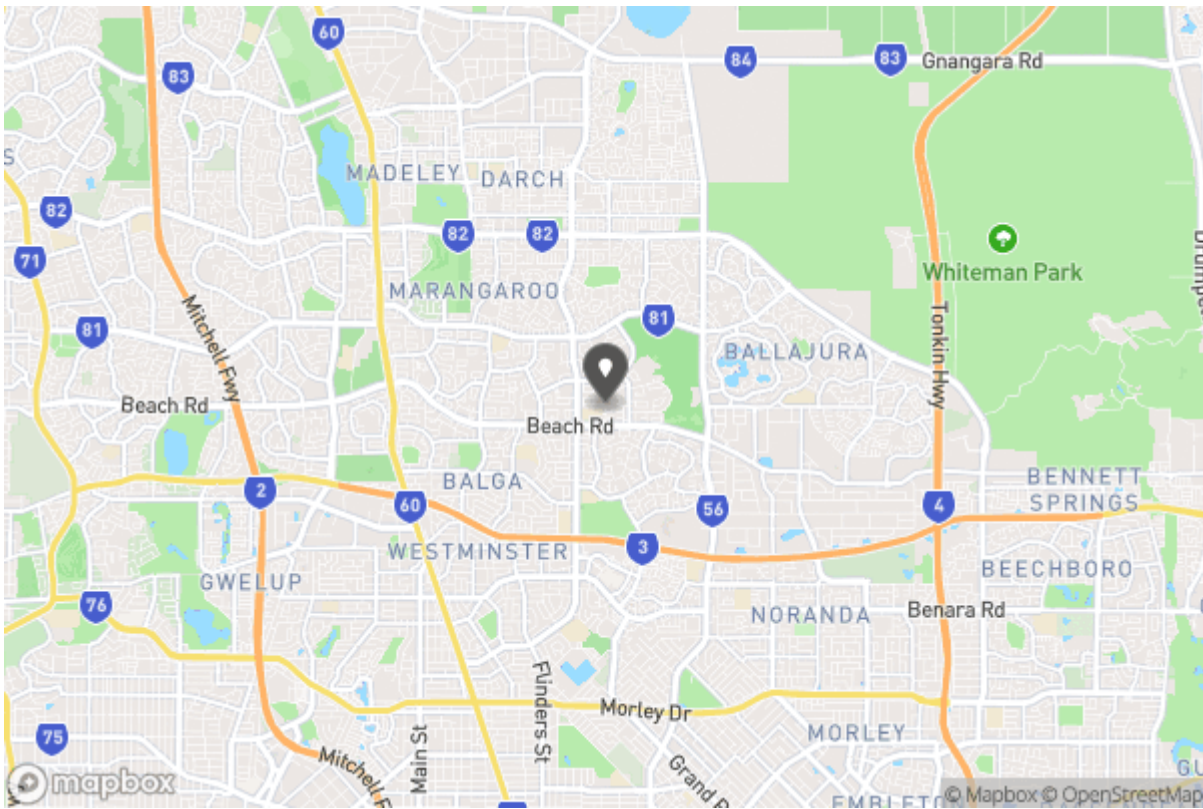 60
83
84
83
Gnangara Rd
S
MADELEY
DARCH
82
82
82
71
Whiteman Park
MARANGAROO
81
81
Mitchell Fwy
Tonkin Hwy
BALLAJURA
Beach Rd
Beach Rd
BALGA
BENNETT
SPRINGS
2
60
56
4
3
WESTMINSTER
GWELUP
BEECHBORO
76
NORANDA
Benara Rd
Flinders St
Morley Dr
Main St
MORLEY
75
Mitchell F
Grand
GU
mapbox
EMBLETO
© Mapbox © OpenStreetMap